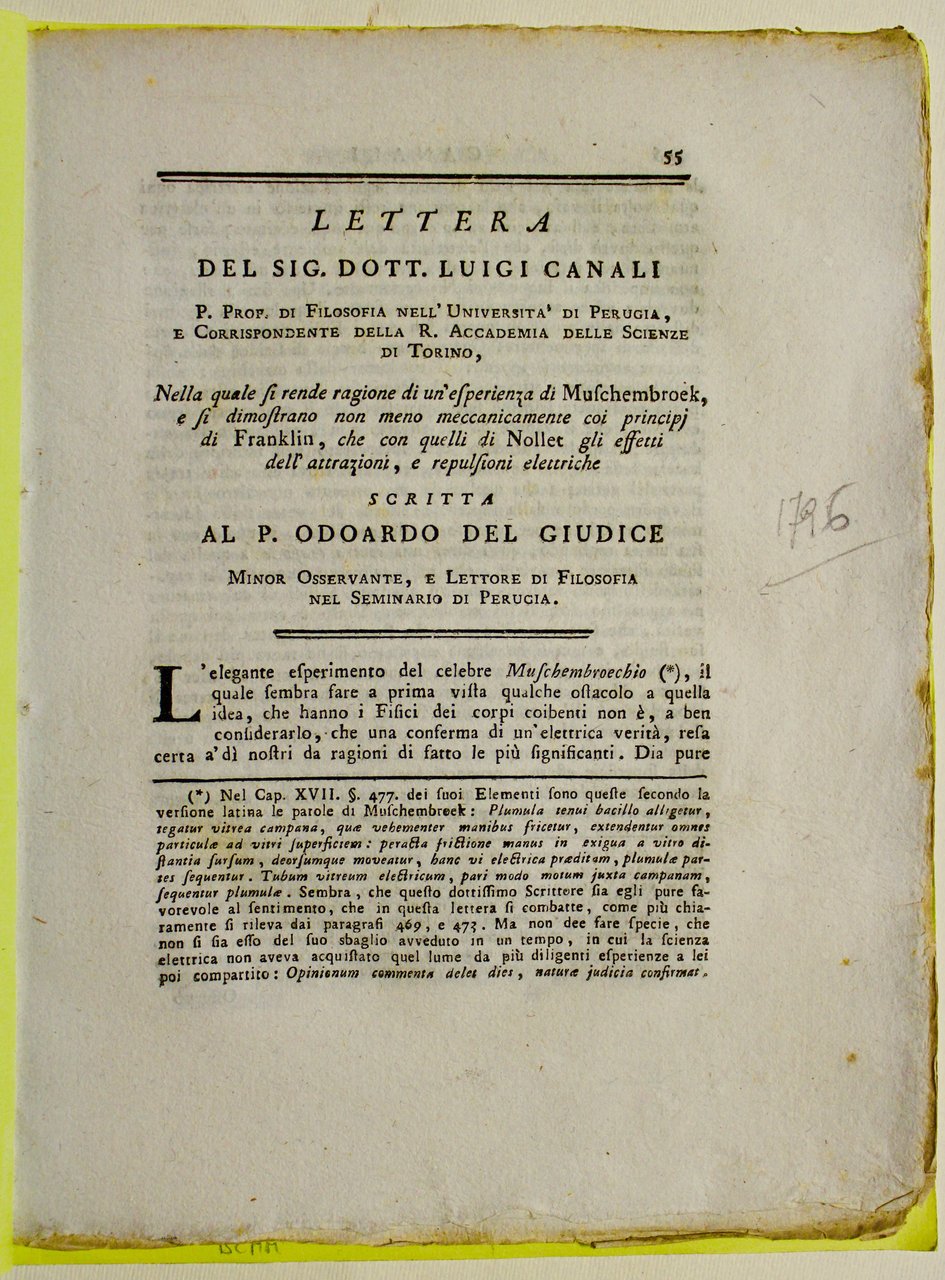 55
LETTERA
DEL SIG. DOTT. LUIGI CANALI
P. PROF. DI FILOSOFIA NELL' UNIVERSITA' DI PERUGIA,
E CORRISPONDENTE DELLA R. ACCADEMIA DELLE SCIENZE
DI TORINO,
Nella quale ſi rende ragione di un'eſperienza di Muſchembroek,
e ſi dimoſtrano non meno meccanicamente coi principj
di Franklin, che con quelli di Nollet gli effetti
dell' attrazioni, e repulſioni elettriche
SCRITTA
AL P. ODOARDO DEL GIUDICE
MINOR OSSERVANTE, E LETTORE DI FILOSOFIA
NEL SEMINARIO DI PERUGIA.
1796
L'elegante eſperimento del celebre Muſchembroechio (*), il
quale ſembra fare a prima viſta qualche oſtacolo a quella
idea, che hanno i Fiſici dei corpi coibenti non è, a ben
conſiderarlo, che una conferma di un'elettrica verità, reſa
certa a'dì noſtri da ragioni di fatto le più ſignificanti. Dia pure
(*) Nel Cap. XVII. §. 477. dei ſuoi Elementi ſono queſte ſecondo la
verſione latina le parole di Muſchembroek: Plumula tenui bacillo alligetur,
tegatur vitrea campana, quæ vehementer manibus fricetur, extendentur omnes
particulæ ad vitri ſuperficiem: peracta frictione manus in exigua a vitro di-
ſtantia ſurſum, deorſumque moveatur, hanc vi electrica præditam, plumulæ par-
tes ſequentur. Tubum vitreum electricum, pari modo motum juxta campanam,
ſequentur plumulæ. Sembra, che queſto dottiſſimo Scrittore ſia egli pure fa-
vorevole al ſentimento, che in queſta lettera ſi combatte, come più chia-
ramente ſi rileva dai paragrafi 469, e 473. Ma non dee fare ſpecie, che
non ſi ſia eſſo del ſuo sbaglio avveduto in un tempo, in cui la ſcienza
elettrica non aveva acquiſtato quel lume da più diligenti eſperienze a lei
poi compartito: Opinionum commenta delet dies, naturæ judicia confirmat.
BCMM